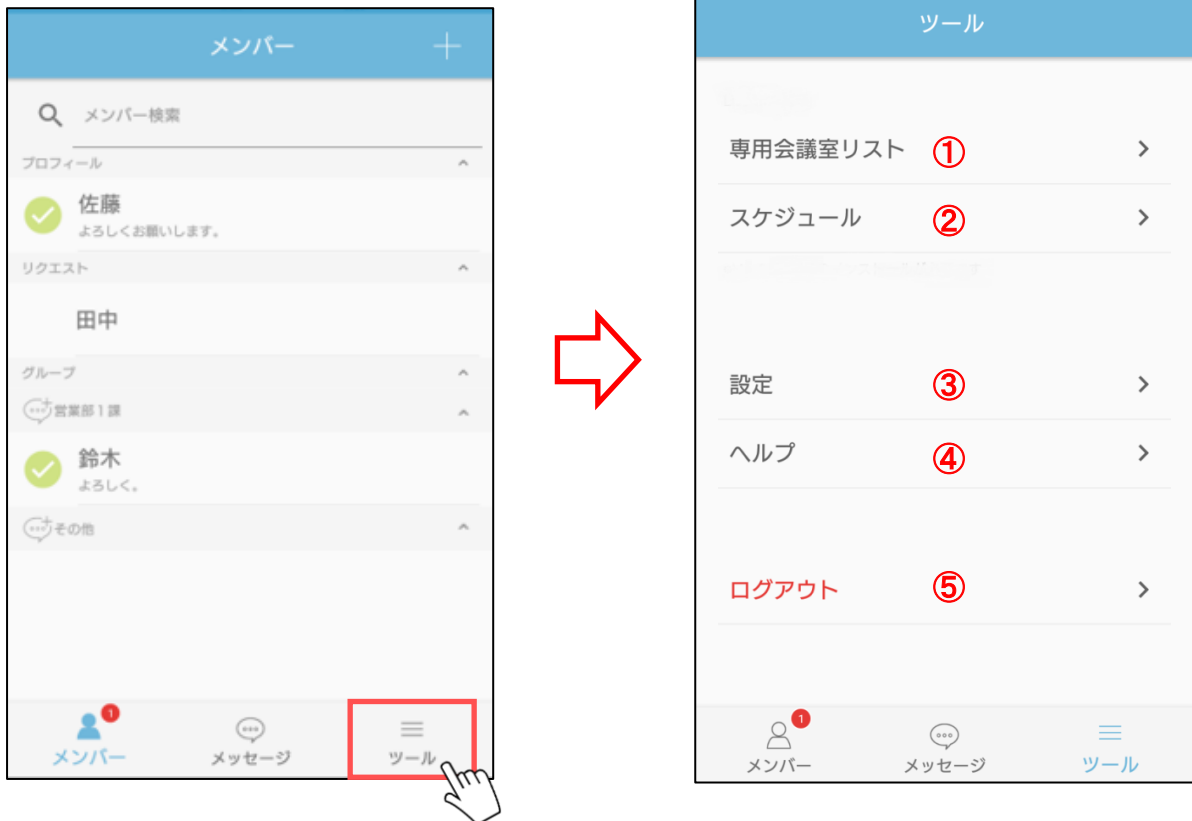 メンバー
メンバー検索
プロフィール
佐藤
よろしくお願いします。
リクエスト
田中
グループ
営業部1課
鈴木
よろしく。
その他
1
メンバー
メッセージ
ツール
ツール
専用会議室リスト ①
スケジュール ②
設定 ③
ヘルプ ④
ログアウト ⑤
1
メンバー
メッセージ
ツール